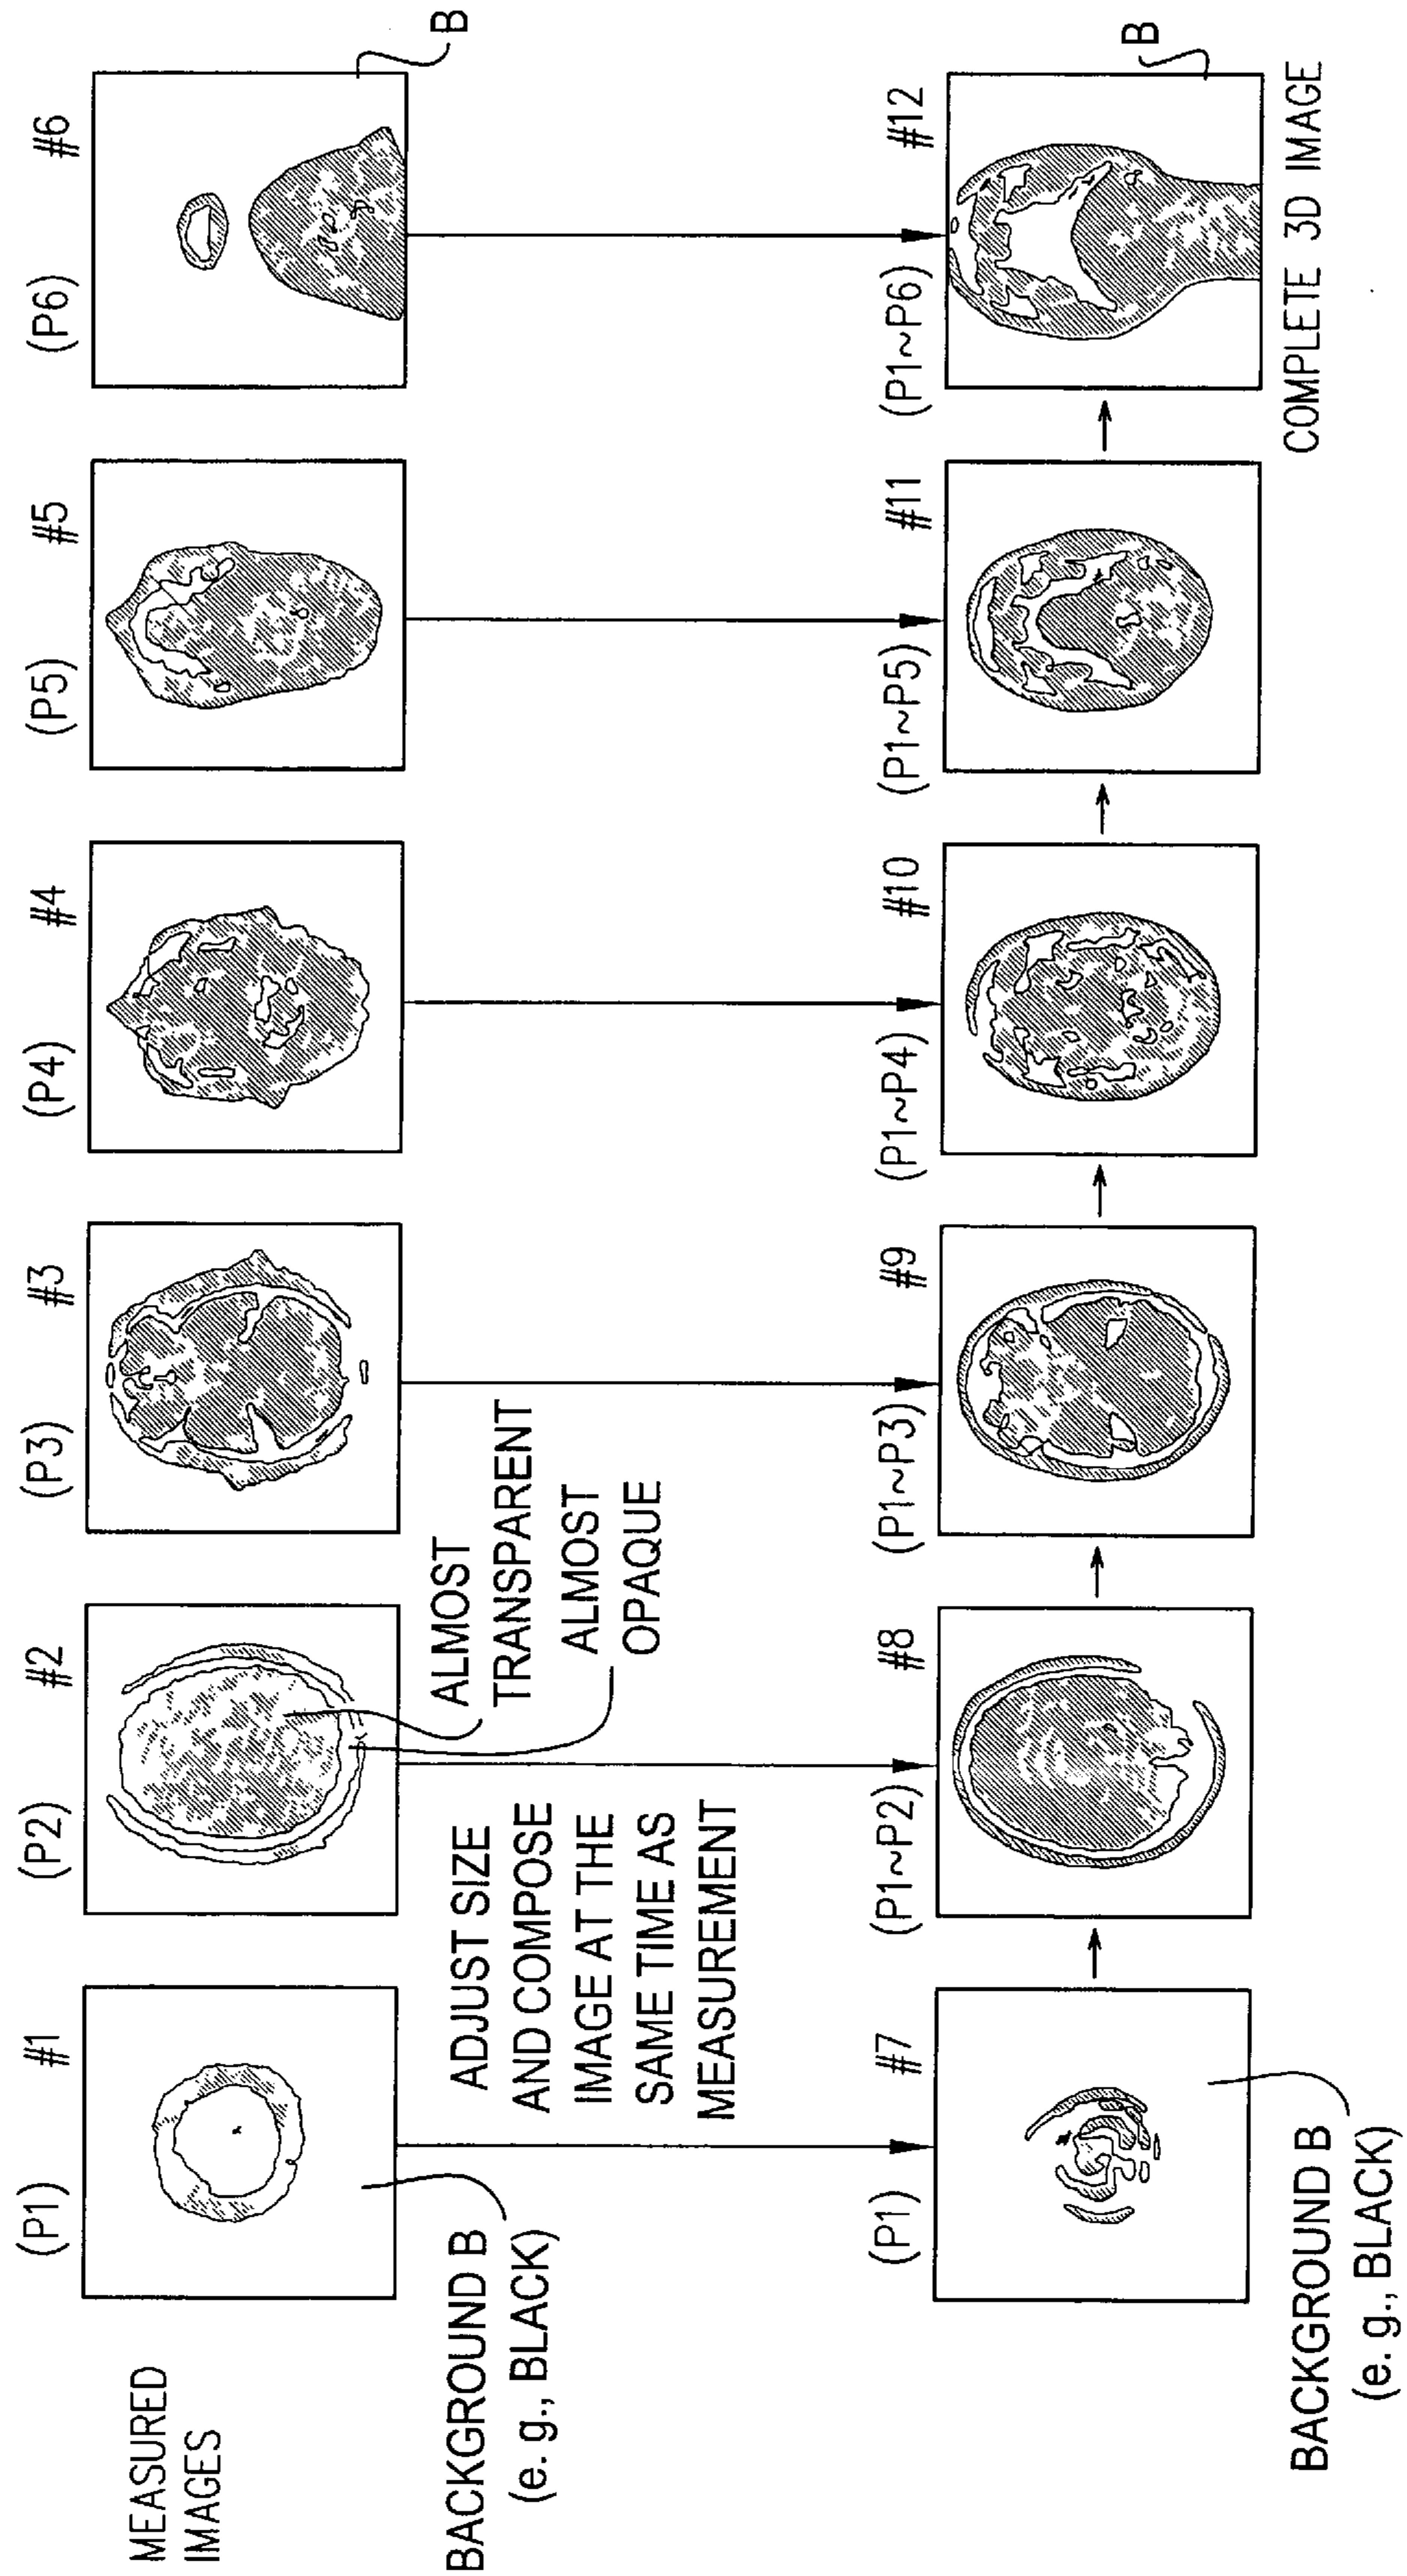 MEASURED
IMAGES
(P1) #1
(P2) #2
(P3) #3
(P4) #4
(P5) #5
(P6) #6
B
BACKGROUND B
(e. g., BLACK)
ADJUST SIZE
AND COMPOSE
IMAGE AT THE
SAME TIME AS
MEASUREMENT
ALMOST
TRANSPARENT
ALMOST
OPAQUE
(P1) #7
(P1~P2) #8
(P1~P3) #9
(P1~P4) #10
(P1~P5) #11
(P1~P6) #12
B
BACKGROUND B
(e. g., BLACK)
COMPLETE 3D IMAGE